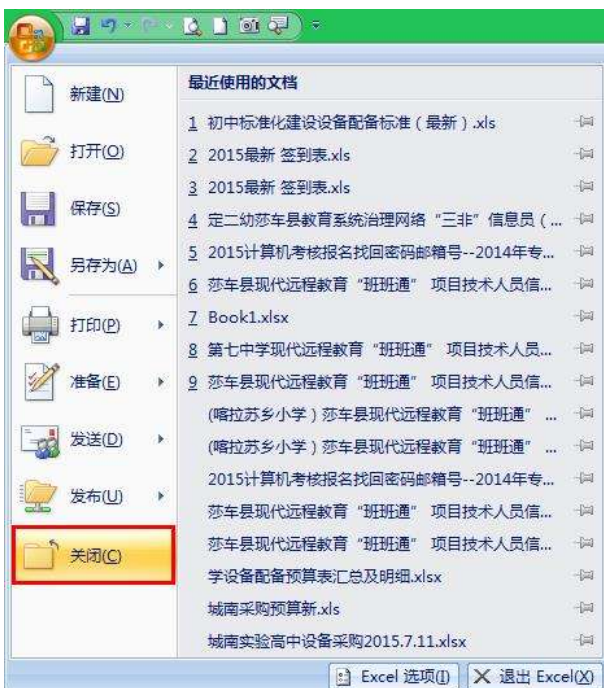 新建(N)
打开(O)
保存(S)
另存为(A)
打印(P)
准备(E)
发送(D)
发布(U)
关闭(C)
最近使用的文档
1 初中标准化建设设备配备标准(最新).xls
2 2015最新 签到表.xls
3 2015最新 签到表.xls
4 定二幼莎车县教育系统治理网络“三非”信息员(...
5 2015计算机考核报名找回密码邮箱号--2014年专...
6 莎车县现代远程教育“班班通” 项目技术人员信...
7 Book1.xlsx
8 第七中学现代远程教育“班班通” 项目技术人员...
9 莎车县现代远程教育“班班通” 项目技术人员信...
(喀拉苏乡小学)莎车县现代远程教育“班班通” ...
(喀拉苏乡小学)莎车县现代远程教育“班班通” ...
2015计算机考核报名找回密码邮箱号--2014年专...
莎车县现代远程教育“班班通” 项目技术人员信...
莎车县现代远程教育“班班通” 项目技术人员信...
学设备配备预算表汇总及明细.xlsx
城南采购预算新.xls
城南实验高中设备采购2015.7.11.xlsx
Excel 选项(I)
退出 Excel(X)